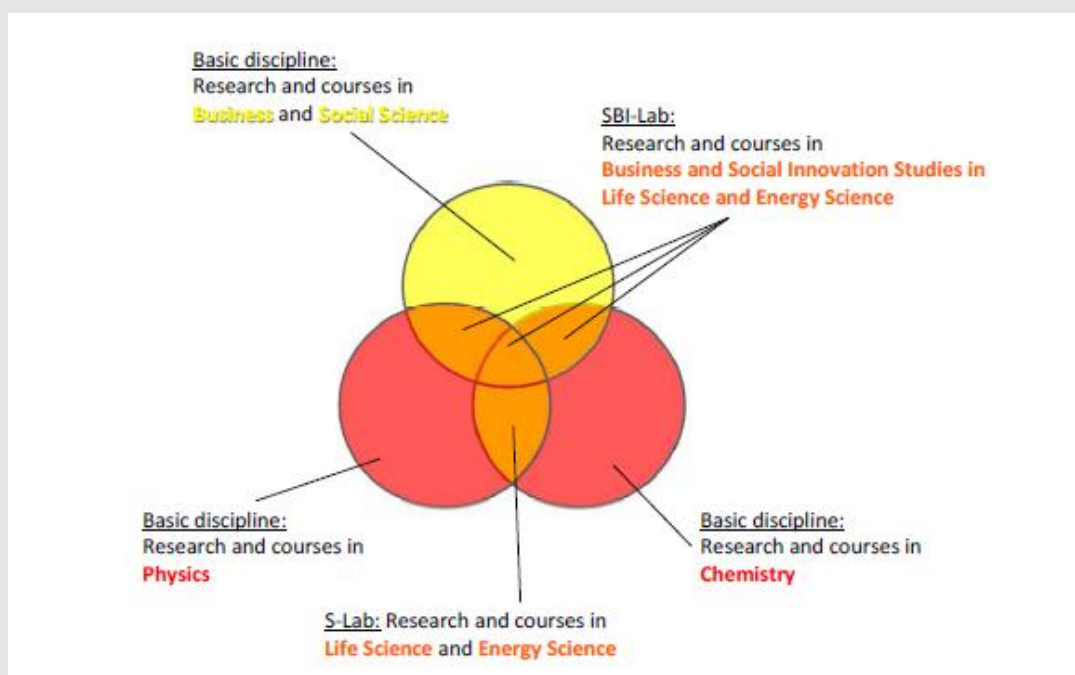 Basic discipline:
Research and courses in
Business and Social Science
SBI-Lab:
Research and courses in
Business and Social Innovation Studies in
Life Science and Energy Science
Basic discipline:
Research and courses in
Physics
Basic discipline:
Research and courses in
Chemistry
S-Lab: Research and courses in
Life Science and Energy Science